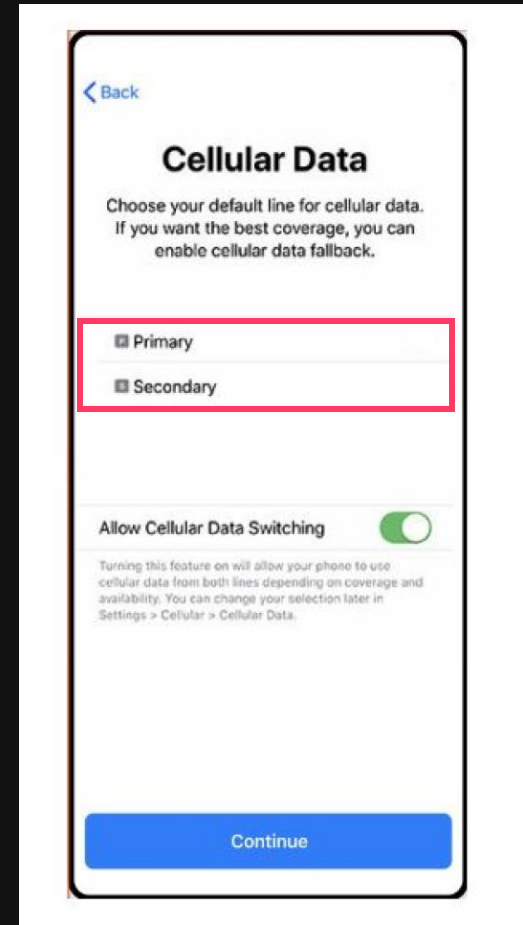 Back
Cellular Data
Choose your default line for cellular data.
If you want the best coverage, you can
enable cellular data fallback.
P Primary
S Secondary
Allow Cellular Data Switching
Turning this feature on will allow your phone to use
cellular data from both lines depending on coverage and
availability. You can change your selection later in
Settings > Cellular > Cellular Data.
Continue